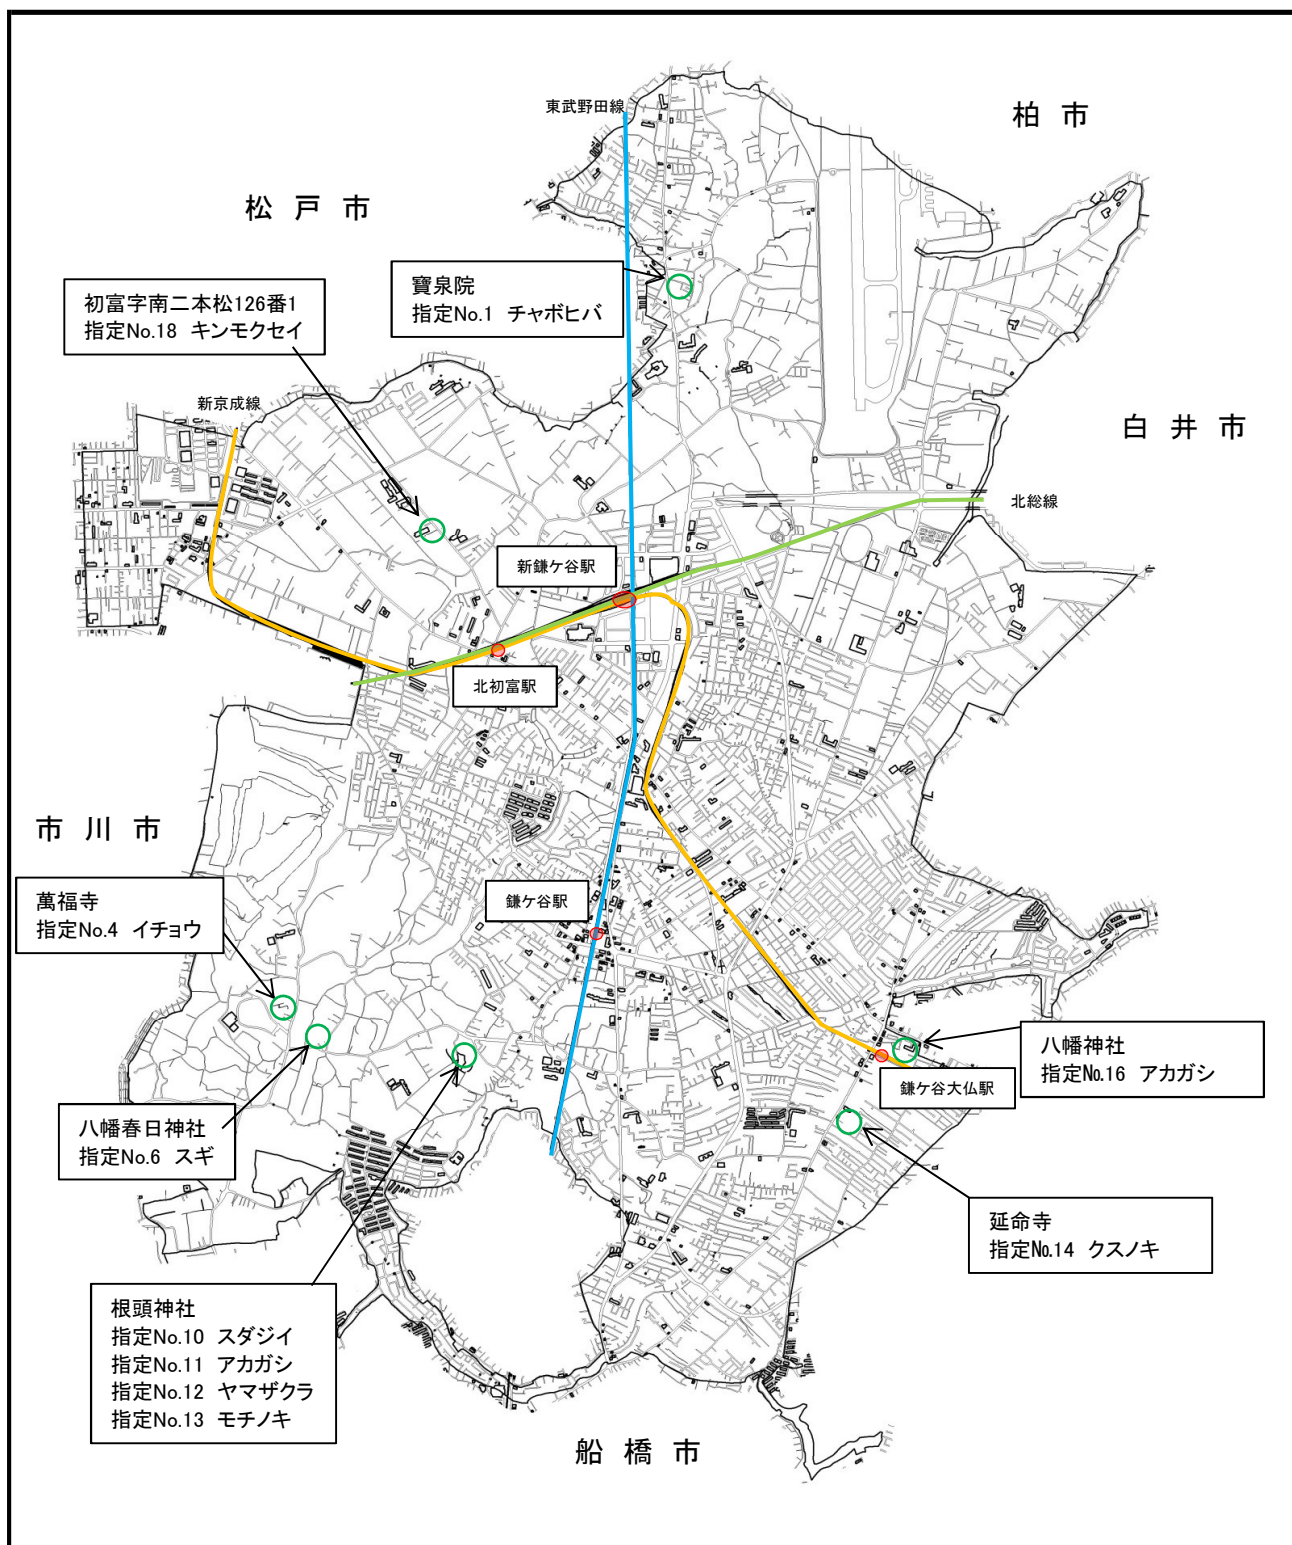 東武野田線
柏市
松戸市
寶泉院
指定No.1 チャボヒバ
初富字南二本松126番1
指定No.18 キンモクセイ
新京成線
白井市
北総線
新鎌ケ谷駅
北初富駅
市川市
萬福寺
指定No.4 イチョウ
鎌ケ谷駅
八幡神社
指定No.16 アカガシ
鎌ケ谷大仏駅
八幡春日神社
指定No.6 スギ
延命寺
指定No.14 クスノキ
根頭神社
指定No.10 スダジイ
指定No.11 アカガシ
指定No.12 ヤマザクラ
指定No.13 モチノキ
船橋市